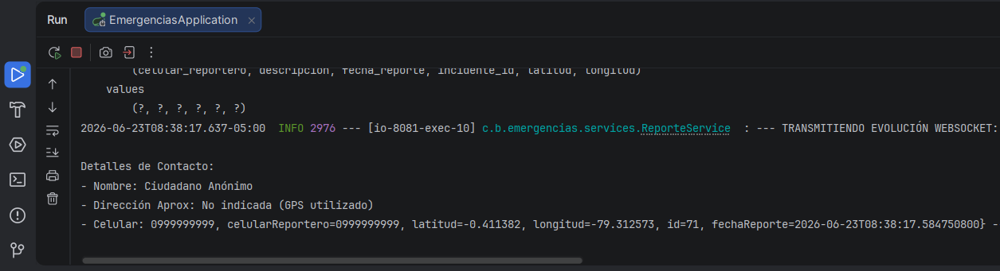 Run
EmergenciasApplication
(celular_reportero, descripcion, fecha_reporte, incidente_id, latitud, longitud)
values
(?, ?, ?, ?, ?, ?)
2026-06-23T08:38:17.637-05:00  INFO 2976 --- [io-8081-exec-10] c.b.emergencias.services.ReporteService  : --- TRANSMITIENDO EVOLUCIÓN WEBSOCKET:
Detalles de Contacto:
- Nombre: Ciudadano Anónimo
- Dirección Aprox: No indicada (GPS utilizado)
- Celular: 0999999999, celularReportero=0999999999, latitud=-0.411382, longitud=-79.312573, id=71, fechaReporte=2026-06-23T08:38:17.584750800} -